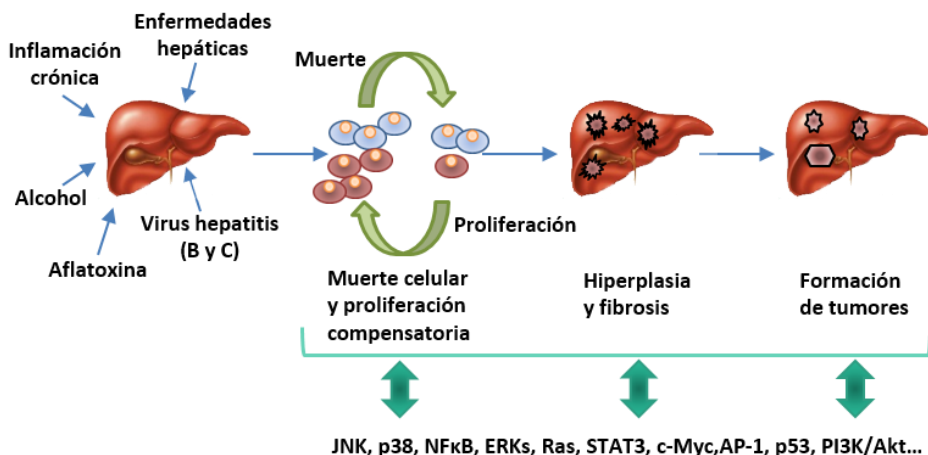 Enfermedades
hepáticas
Inflamación
crónica
Alcohol
Aflatoxina
Virus hepatitis
(B y C)
Muerte
Proliferación
Muerte celular
y proliferación
compensatoria
Hiperplasia
y fibrosis
Formación
de tumores
JNK, p38, NFκB, ERKs, Ras, STAT3, c-Myc,AP-1, p53, PI3K/Akt...